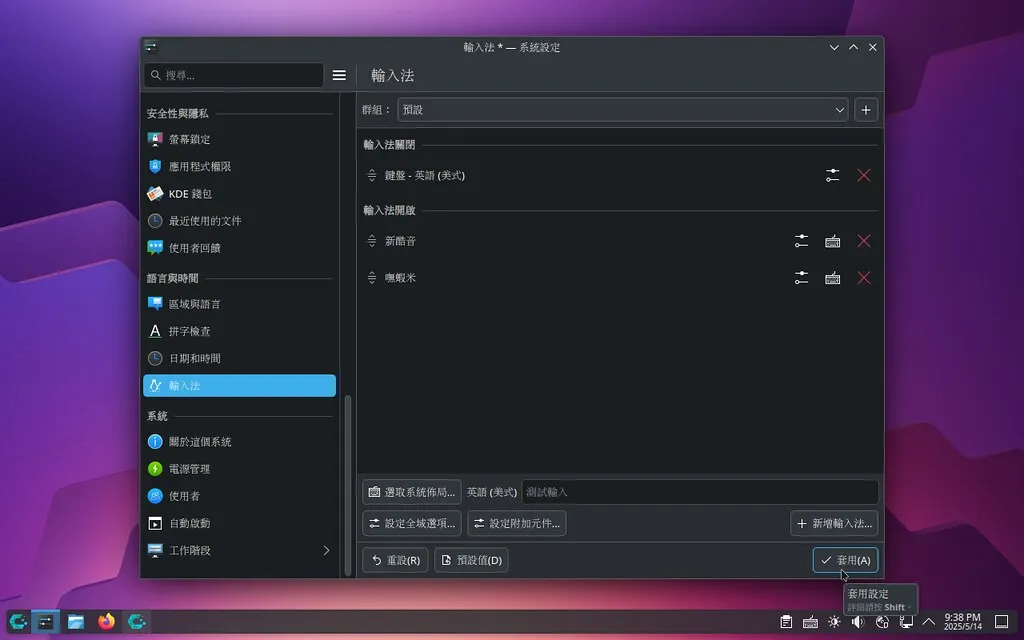 輸入法 * — 系統設定
搜尋...
輸入法
安全性與隱私
螢幕鎖定
應用程式權限
KDE 錢包
最近使用的文件
使用者回饋
語言與時間
區域與語言
拼字檢查
日期和時間
輸入法
系統
關於這個系統
電源管理
使用者
自動啟動
工作階段
群組：
預設
輸入法關閉
鍵盤 - 英語 (美式)
輸入法開啟
新酷音
嘸蝦米
選取系統佈局...
英語 (美式)
測試輸入
設定全域選項...
設定附加元件...
新增輸入法...
重設(R)
預設值(D)
套用(A)
套用設定
詳細請按 Shift。
9:38 PM
2025/5/14